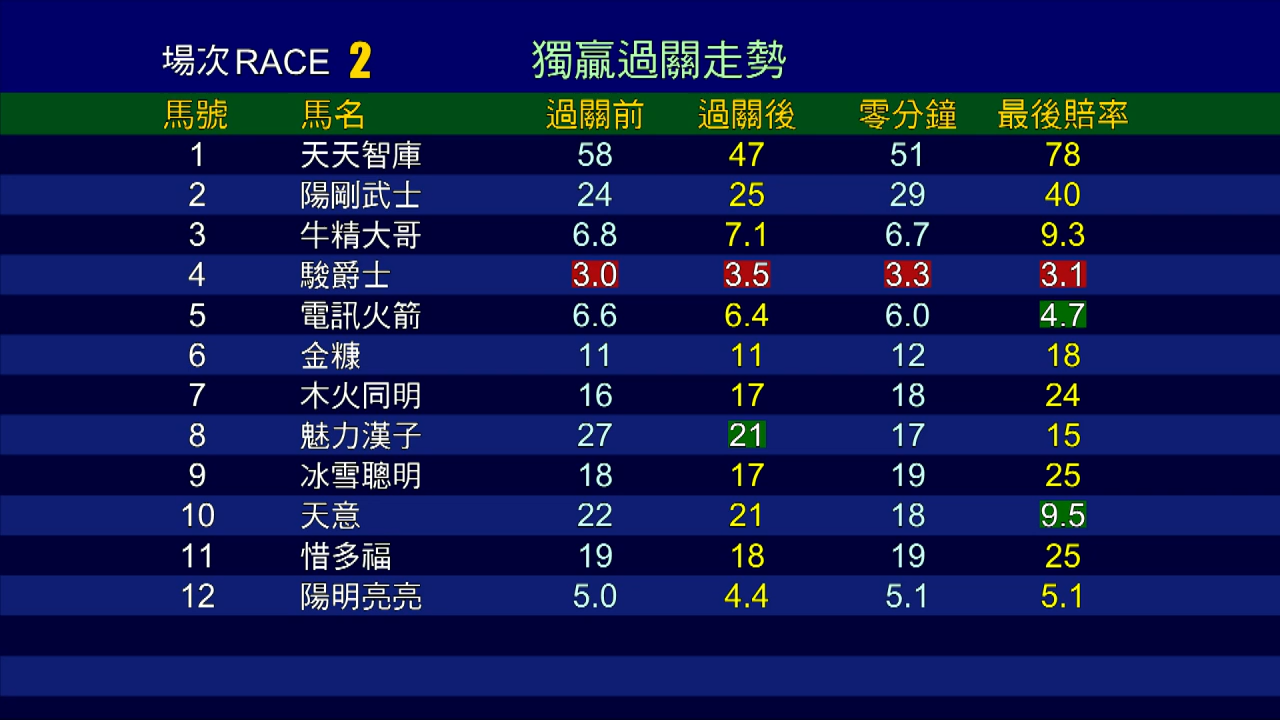 場次RACE 2 獨贏過關走勢
馬號 馬名 過關前 過關後 零分鐘 最後賠率
1 天天智庫 58 47 51 78
2 陽剛武士 24 25 29 40
3 牛精大哥 6.8 7.1 6.7 9.3
4 駿爵士 3.0 3.5 3.3 3.1
5 電訊火箭 6.6 6.4 6.0 4.7
6 金糠 11 11 12 18
7 木火同明 16 17 18 24
8 魅力漢子 27 21 17 15
9 冰雪聰明 18 17 19 25
10 天意 22 21 18 9.5
11 惜多福 19 18 19 25
12 陽明亮亮 5.0 4.4 5.1 5.1